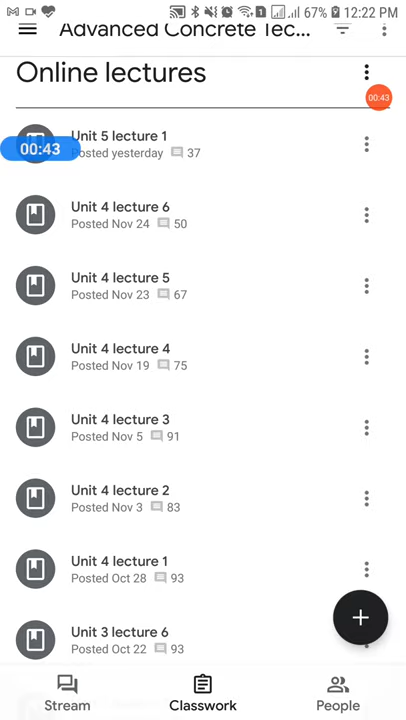 67% 12:22 PM
Advanced Concrete Tec...
Online lectures
00:43
00:43
Unit 5 lecture 1
Posted yesterday 37
Unit 4 lecture 6
Posted Nov 24 50
Unit 4 lecture 5
Posted Nov 23 67
Unit 4 lecture 4
Posted Nov 19 75
Unit 4 lecture 3
Posted Nov 5 91
Unit 4 lecture 2
Posted Nov 3 83
Unit 4 lecture 1
Posted Oct 28 93
Unit 3 lecture 6
Posted Oct 22 93
Stream Classwork People